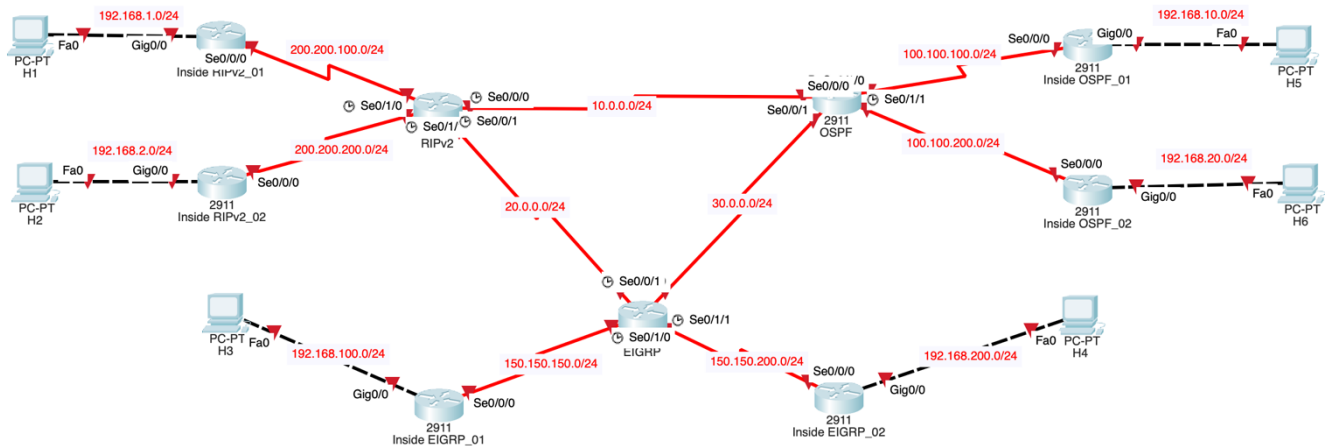 192.168.1.0/24
Fa0
Gig0/0
PC-PT
H1
Se0/0/0
Inside RIPv2_01
200.200.100.0/24
Se0/1/0
Se0/0/0
Se0/0/1
Se0/1/
RIPv2
10.0.0.0/24
192.168.2.0/24
Fa0
Gig0/0
PC-PT
H2
Se0/0/0
2911
Inside RIPv2_02
200.200.200.0/24
Se0/0/0
Se0/0/1
Se0/1/1
2911
OSPF
100.100.100.0/24
Se0/0/0
Gig0/0
2911
Inside OSPF_01
192.168.10.0/24
Fa0
PC-PT
H5
100.100.200.0/24
Se0/0/0
Gig0/0
2911
Inside OSPF_02
192.168.20.0/24
Fa0
PC-PT
H6
20.0.0.0/24
30.0.0.0/24
Se0/0/1
Se0/1/1
Se0/1/0
EIGRP
PC-PT
H3
Fa0
192.168.100.0/24
Gig0/0
Se0/0/0
2911
Inside EIGRP_01
150.150.150.0/24
150.150.200.0/24
Se0/0/0
Gig0/0
2911
Inside EIGRP_02
192.168.200.0/24
Fa0
PC-PT
H4